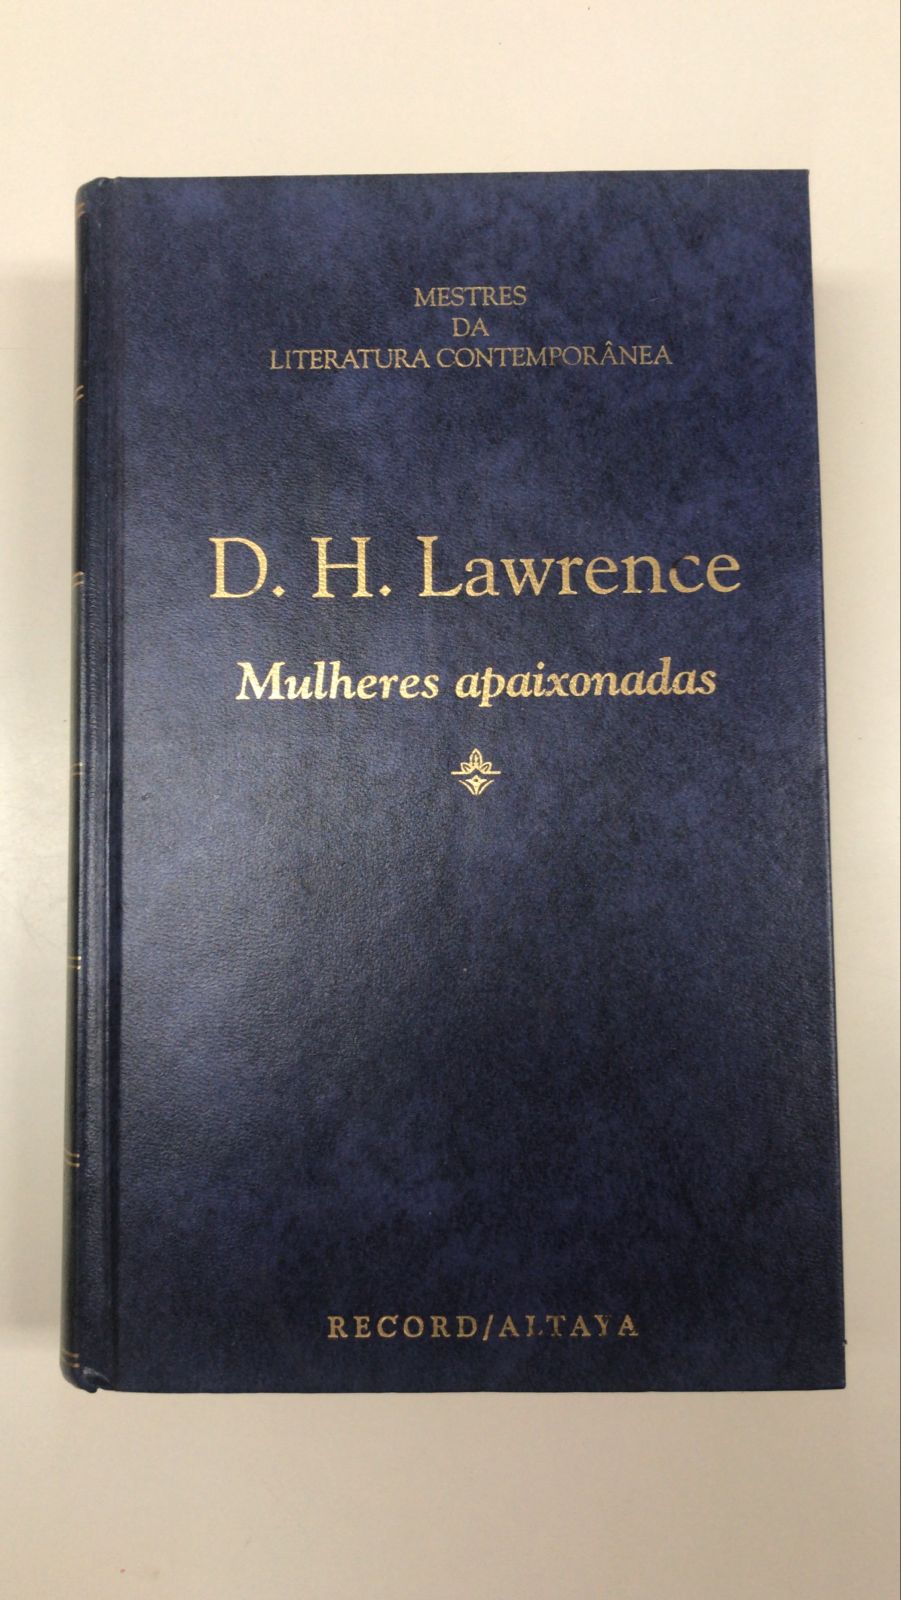 MESTRES
DA
LITERATURA CONTEMPORÂNEA
D. H. Lawrence
Mulheres apaixonadas
RECORD/ALTAYA